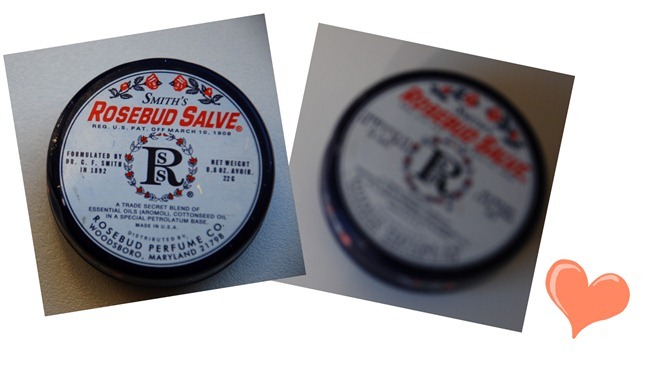 SMITH'S
ROSEBUD SALVE®
REG. U.S. PAT. OFF MARCH 10, 1908
FORMULATED BY
DR. G. F. SMITH
IN 1892
R
S
S
®
NET WEIGHT
0.8 OZ. AVOIR.
22 G
A TRADE SECRET BLEND OF
ESSENTIAL OILS (AROMOL), COTTONSEED OIL
IN A SPECIAL PETROLATUM BASE.
MADE IN U.S.A.
DISTRIBUTED BY,
ROSEBUD PERFUME CO.
WOODSBORO, MARYLAND 21798
ROSEBUD SALVE
R